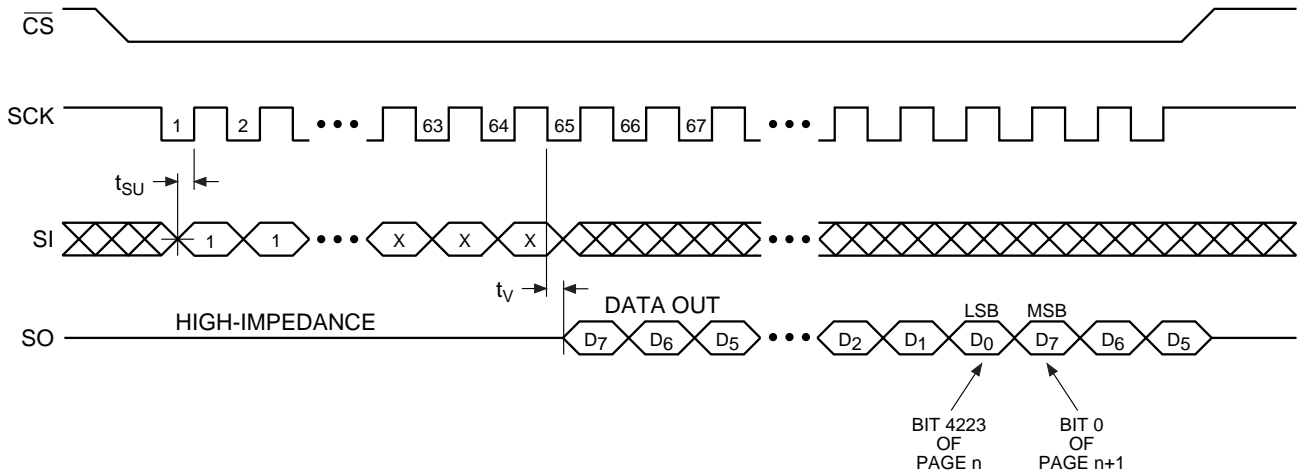 CS
SCK
1 2 ••• 63 64 65 66 67 •••
tSU
SI
1 1 ••• X X X •••
tV
DATA OUT
HIGH-IMPEDANCE
LSB MSB
SO
D7 D6 D5 ••• D2 D1 D0 D7 D6 D5
BIT 4223
OF
PAGE n
BIT 0
OF
PAGE n+1